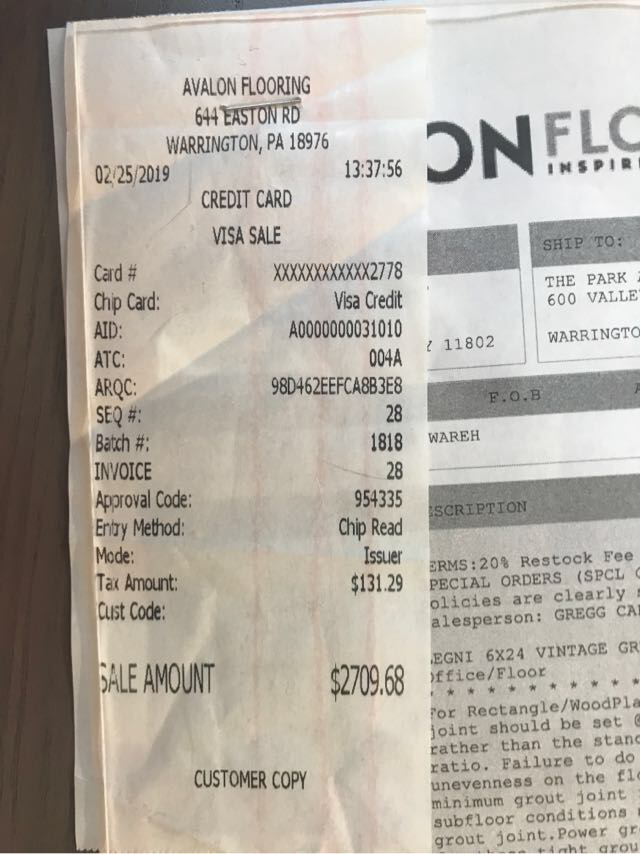 AVALON FLOORING
644 EASTON RD
WARRINGTON, PA 18976
02/25/2019 13:37:56
CREDIT CARD
VISA SALE
Card # XXXXXXXXXXXX2778
Chip Card: Visa Credit
AID: A0000000031010
ATC: 004A
ARQC: 98D462EEFCA8B3E8
SEQ #: 28
Batch #: 1818
INVOICE 28
Approval Code: 954335
Entry Method: Chip Read
Mode: Issuer
Tax Amount: $131.29
Cust Code:
SALE AMOUNT $2709.68
CUSTOMER COPY
ON FLO
INSPIR
SHIP TO:
THE PARK
600 VALLE
WARRINGTO
Y 11802
F.O.B
WAREH
SCRIPTION
ERMS:20% Restock Fee
PECIAL ORDERS (SPCL
olicies are clearly
alesperson: GREGG CA
EGNI 6X24 VINTAGE GR
ffice/Floor
* * * * * * * * * *
For Rectangle/WoodPla
joint should be set @
rather than the stand
ratio. Failure to do
unevenness on the flo
minimum grout joint
subfloor conditions
grout joint.Power gr
tight grou